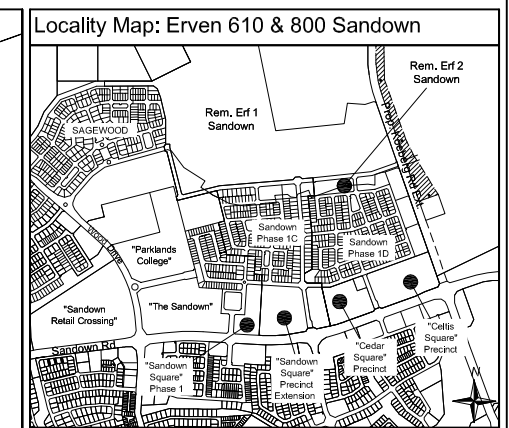 Locality Map: Erven 610 & 800 Sandown
Rem. Erf 2
Sandown
Rem. Erf 1
Sandown
SAGEWOOD
Sandown
Phase 1C
Sandown
Phase 1D
"Parklands
College"
Wood Drive
"Sandown
Retail Crossing"
"The Sandown"
Sandown Rd
"Sandown
Square"
Phase 1
"Sandown
Square"
Precinct
Extension
"Cedar
Square"
Precinct
"Celtis
Square"
Precinct